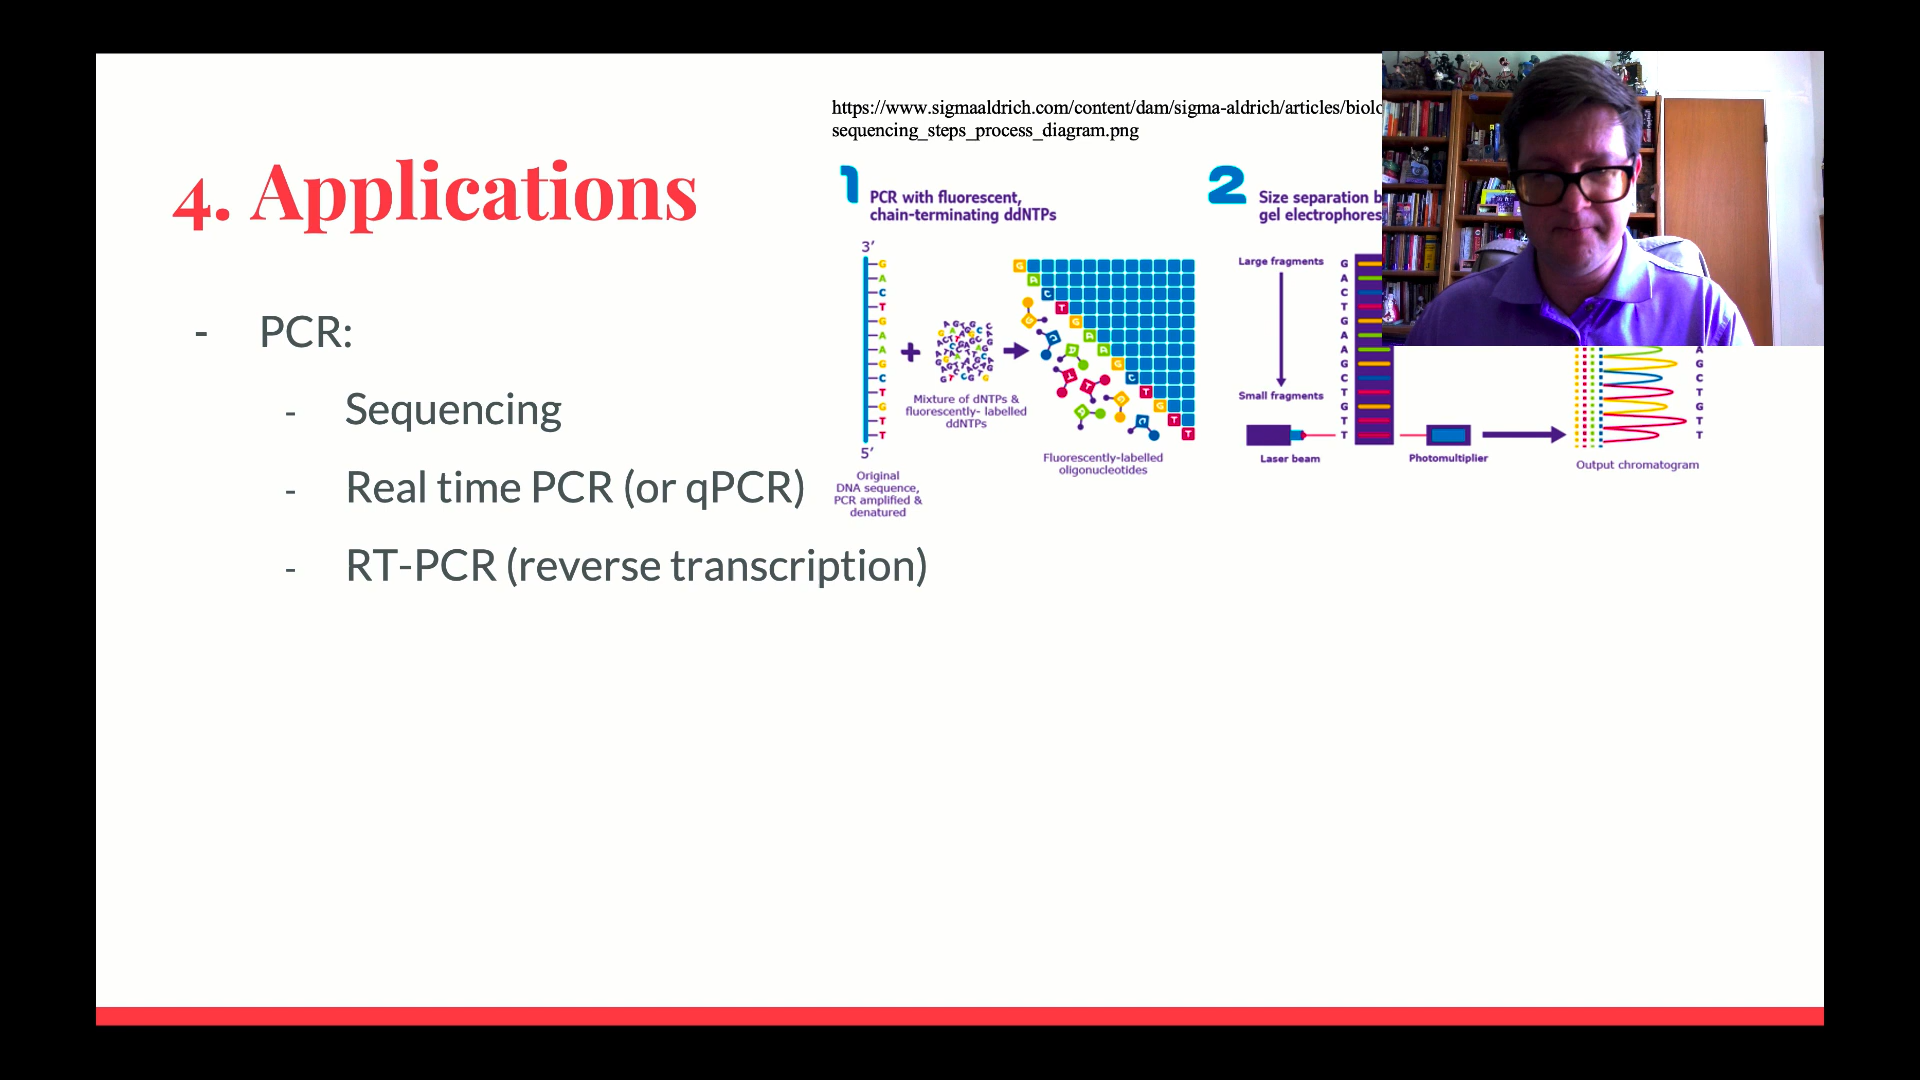 https://www.sigmaaldrich.com/content/dam/sigma-aldrich/articles/biolo
sequencing_steps_process_diagram.png
4. Applications
- PCR:
- Sequencing
- Real time PCR (or qPCR)
- RT-PCR (reverse transcription)
1
PCR with fluorescent,
chain-terminating ddNTPs
3’
G
A
C
T
G
A
A
G
C
T
G
T
T
5’
Original
DNA sequence,
PCR amplified &
denatured
Mixture of dNTPs &
fluorescently- labelled
ddNTPs
G
A
C
T
G
A
A
G
C
T
G
T
T
Fluorescently-labelled
oligonucleotides
2
Size separation b
gel electrophores
Large fragments
Small fragments
G
A
C
T
G
A
A
G
C
T
G
T
T
Laser beam
Photomultiplier
A
G
C
T
G
T
T
Output chromatogram